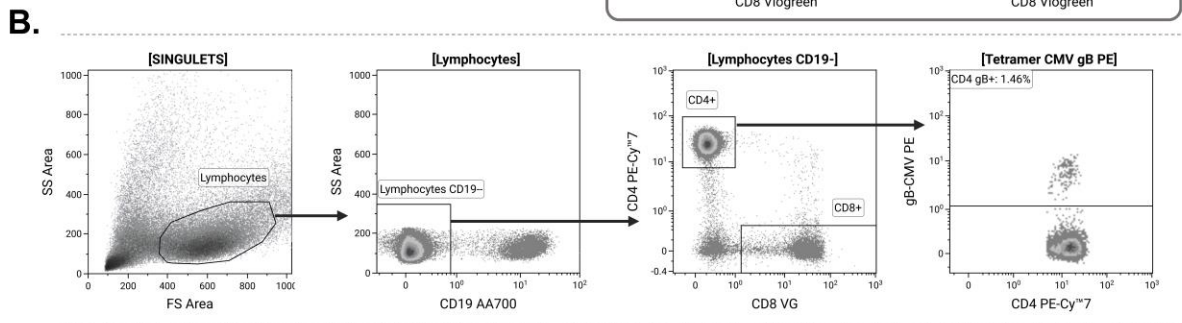 CD8 Viogreen CD8 Viogreen
B.
[SINGULETS] [Lymphocytes] [Lymphocytes CD19-] [Tetramer CMV gB PE]
SS Area
1000
800
600
400
200
0
Lymphocytes
0 200 400 600 800 1000
FS Area
SS Area
1000
800
600
400
200
0
Lymphocytes CD19–
0 10⁰ 10¹ 10²
CD19 AA700
CD4 PE-Cy™7
10³
10²
10¹
10⁰
0
-0.4
CD4+
CD8+
0 10⁰ 10¹ 10² 10³
CD8 VG
gB-CMV PE
10³
10²
10¹
10⁰
0
CD4 gB+: 1.46%
0 10⁰ 10¹ 10² 10³
CD4 PE-Cy™7